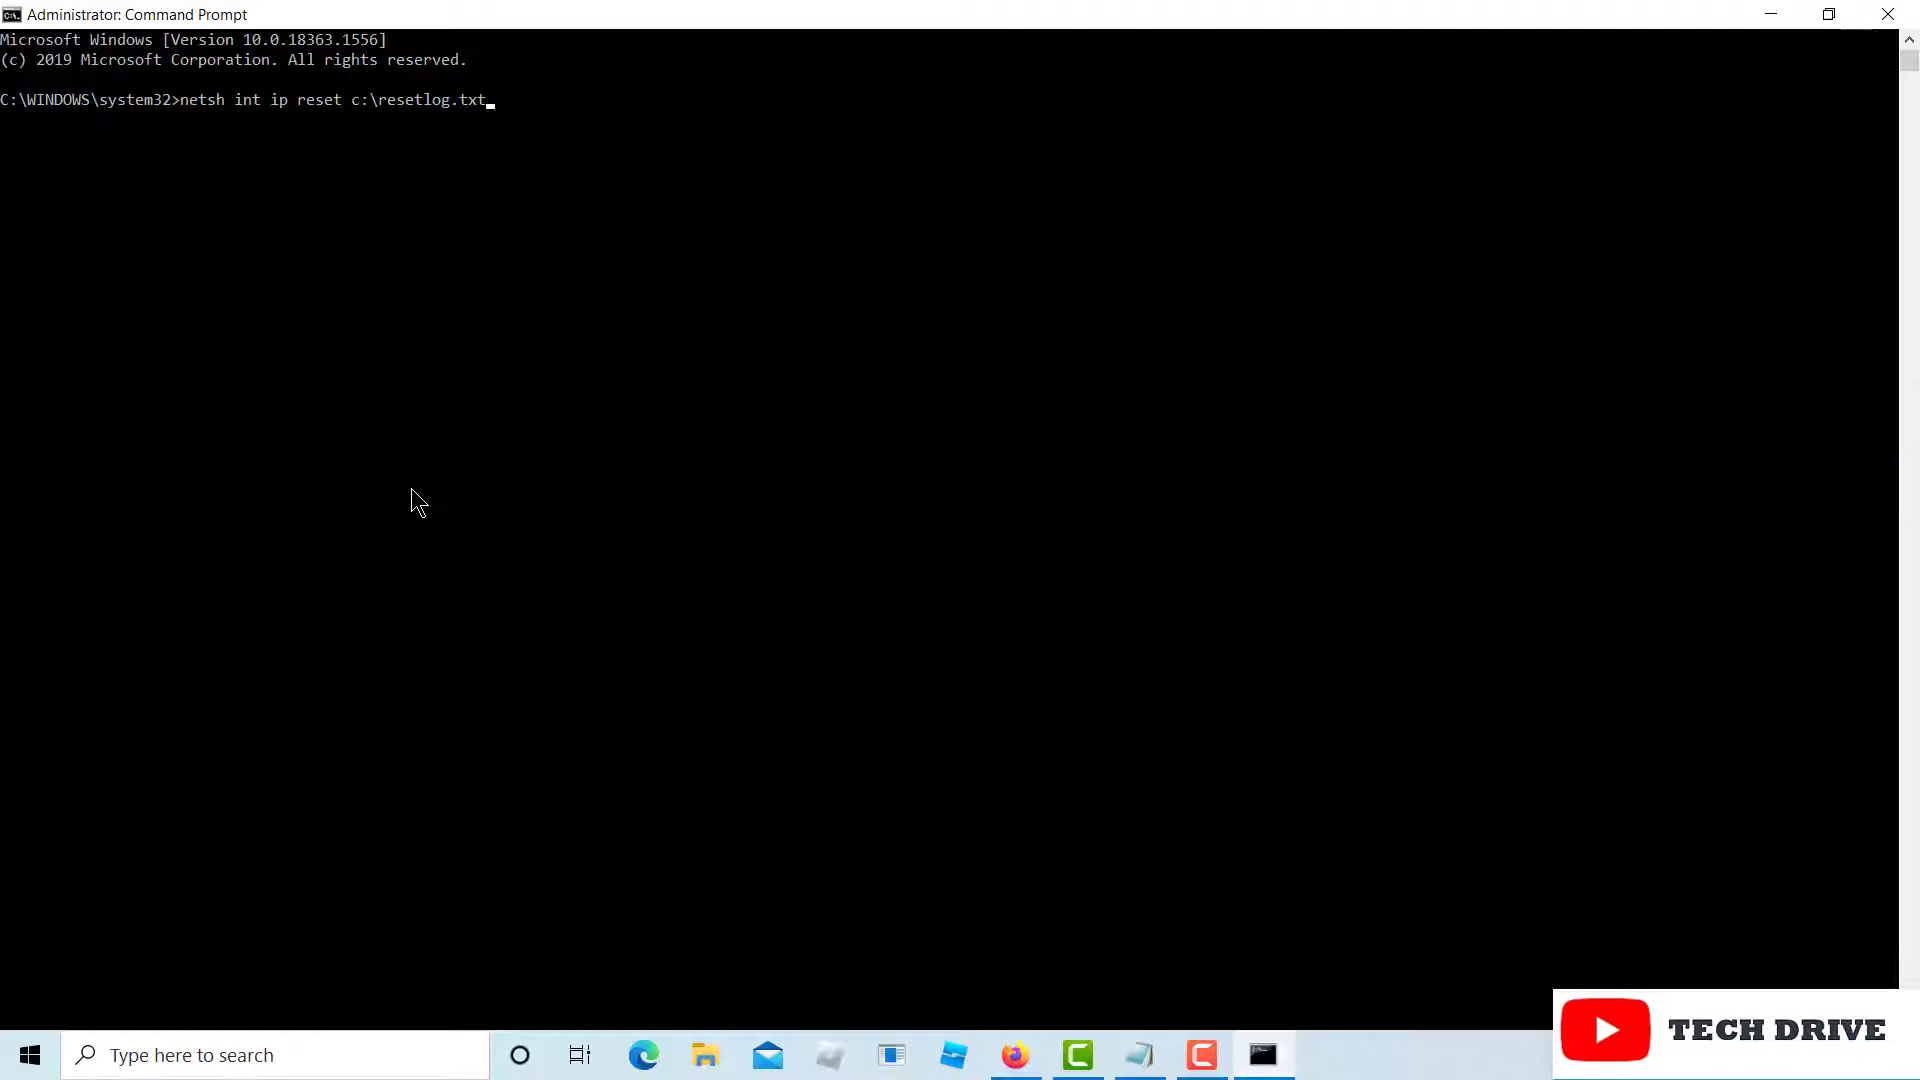 Administrator: Command Prompt
Microsoft Windows [Version 10.0.18363.1556]
(c) 2019 Microsoft Corporation. All rights reserved.
C:\WINDOWS\system32>netsh int ip reset c:\resetlog.txt
Type here to search
TECH DRIVE